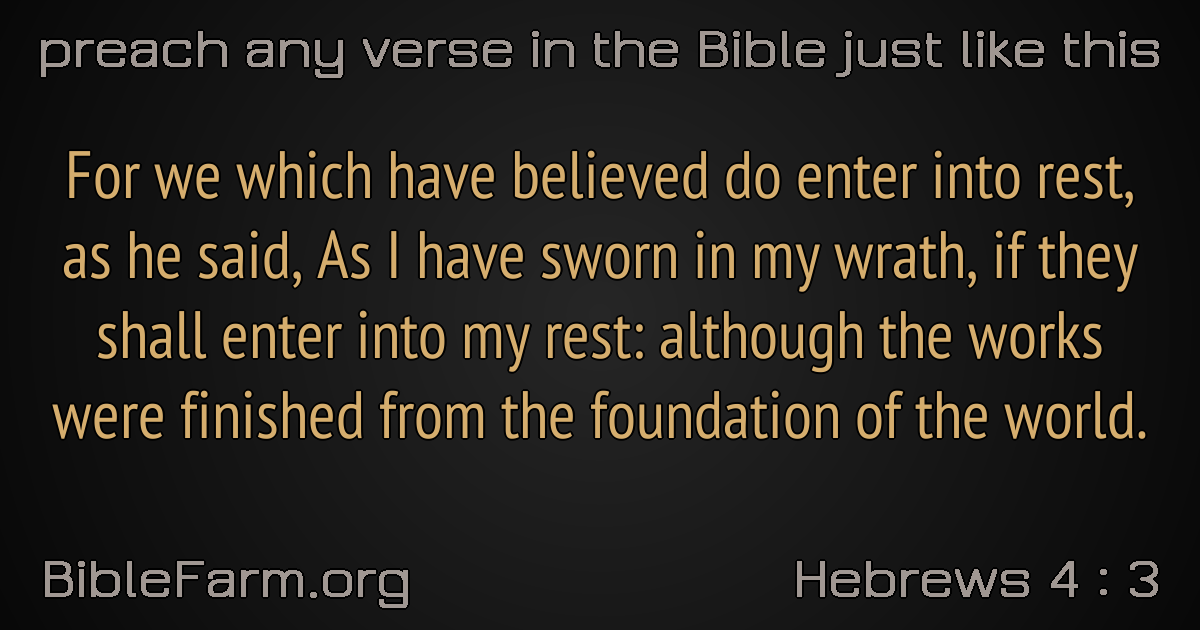 preach any verse in the Bible just like this
For we which have believed do enter into rest,
as he said, As I have sworn in my wrath, if they
shall enter into my rest: although the works
were finished from the foundation of the world.
BibleFarm.org
Hebrews 4 : 3